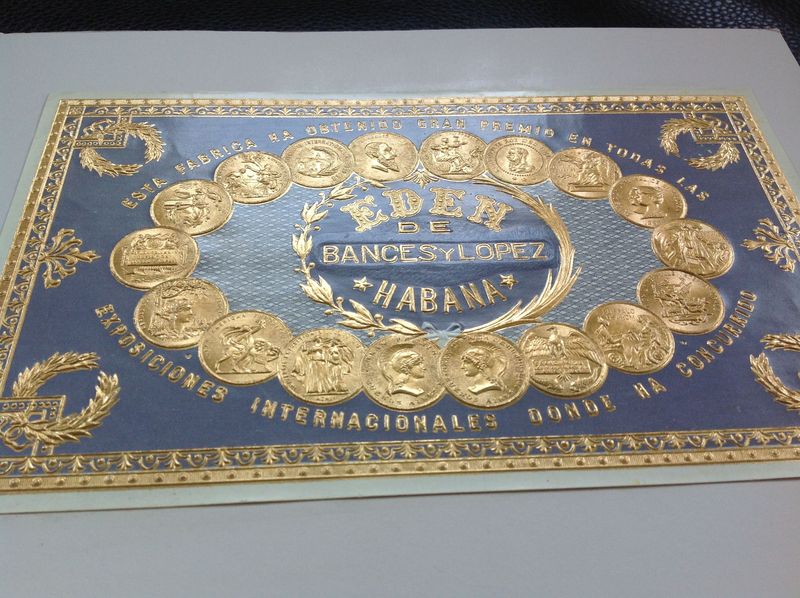 ESTA FABRICA HA OBTENIDO GRAN PREMIO EN TODAS LAS
EDEN
DE
BANCES Y LOPEZ
HABANA
EXPOSICIONES INTERNACIONALES DONDE HA CONCURRIDO